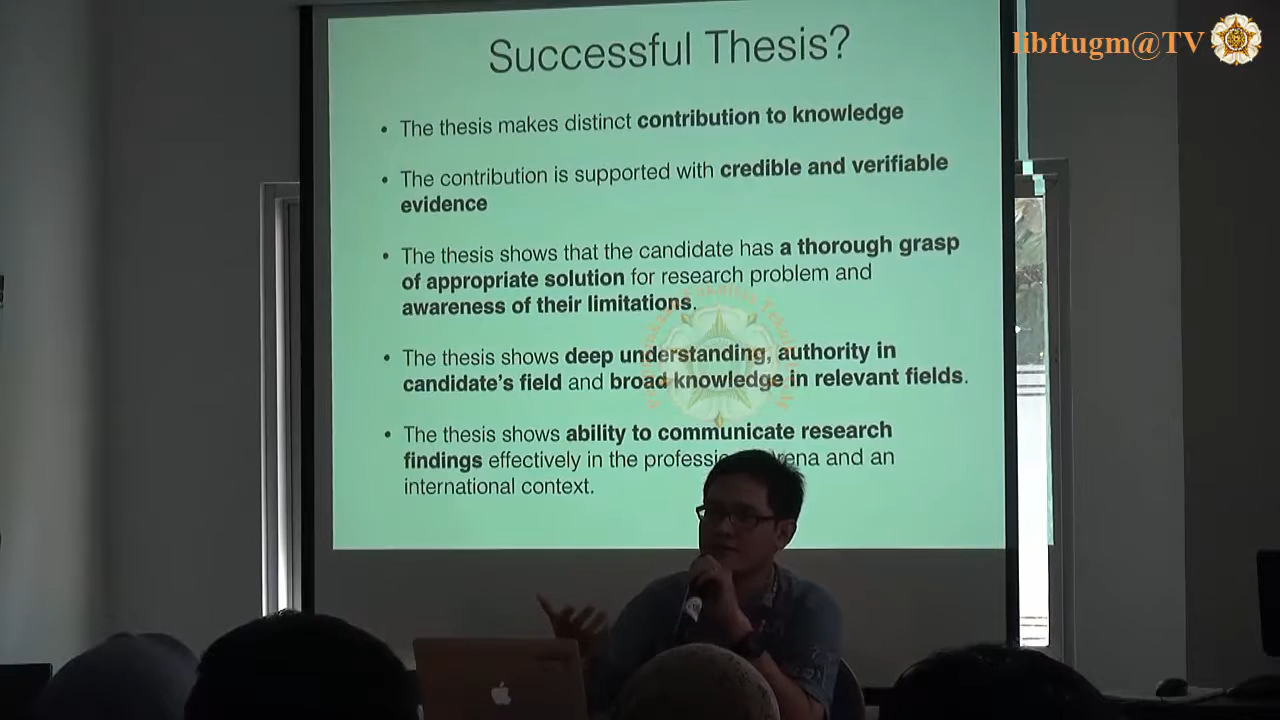 libftugm@TV
Successful Thesis?
• The thesis makes distinct contribution to knowledge
• The contribution is supported with credible and verifiable
evidence
• The thesis shows that the candidate has a thorough grasp
of appropriate solution for research problem and
awareness of their limitations.
• The thesis shows deep understanding, authority in
candidate's field and broad knowledge in relevant fields.
• The thesis shows ability to communicate research
findings effectively in the and an
international context.